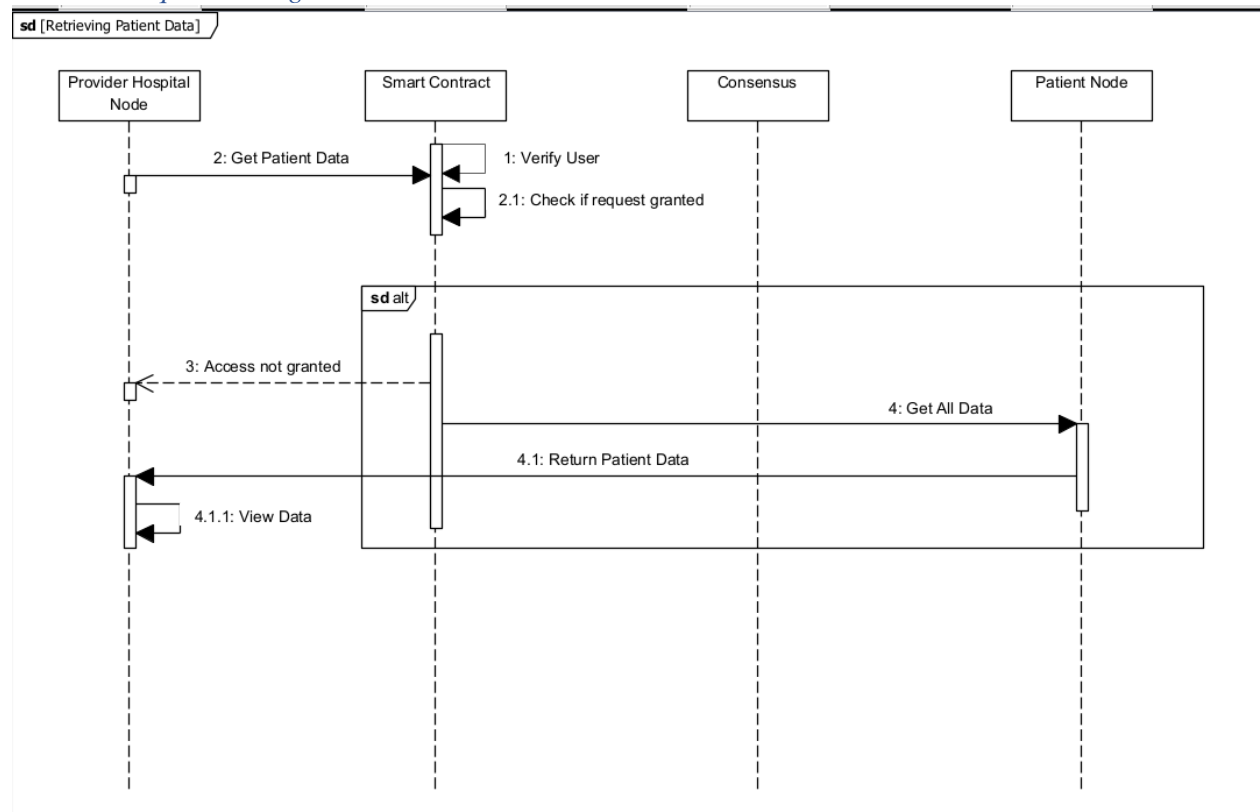 sd [Retrieving Patient Data]
Provider Hospital
Node
Smart Contract
Consensus
Patient Node
2: Get Patient Data
1: Verify User
2.1: Check if request granted
sd alt
3: Access not granted
4: Get All Data
4.1: Return Patient Data
4.1.1: View Data